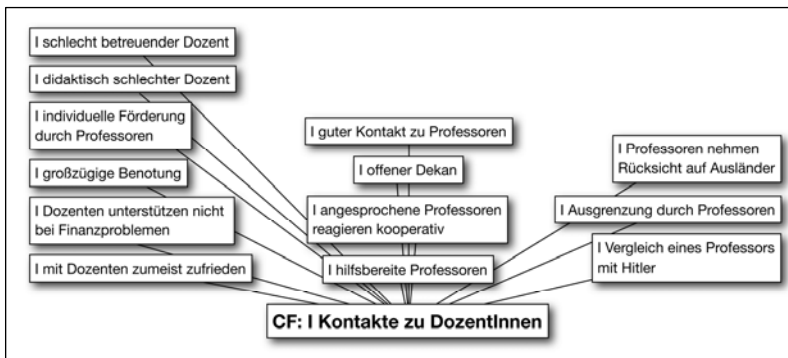 I schlecht betreuender Dozent
I didaktisch schlechter Dozent
I individuelle Förderung
durch Professoren
I großzügige Benotung
I Dozenten unterstützen nicht
bei Finanzproblemen
I mit Dozenten zumeist zufrieden
I guter Kontakt zu Professoren
I offener Dekan
I angesprochene Professoren
reagieren kooperativ
I hilfsbereite Professoren
I Professoren nehmen
Rücksicht auf Ausländer
I Ausgrenzung durch Professoren
I Vergleich eines Professors
mit Hitler
CF: I Kontakte zu DozentInnen